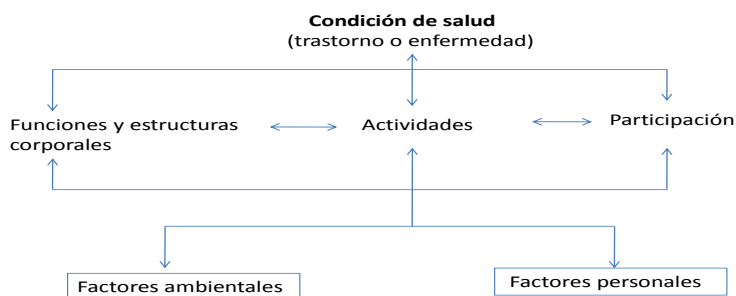 Condición de salud
(trastorno o enfermedad)
Funciones y estructuras
corporales
Actividades
Participación
Factores ambientales
Factores personales